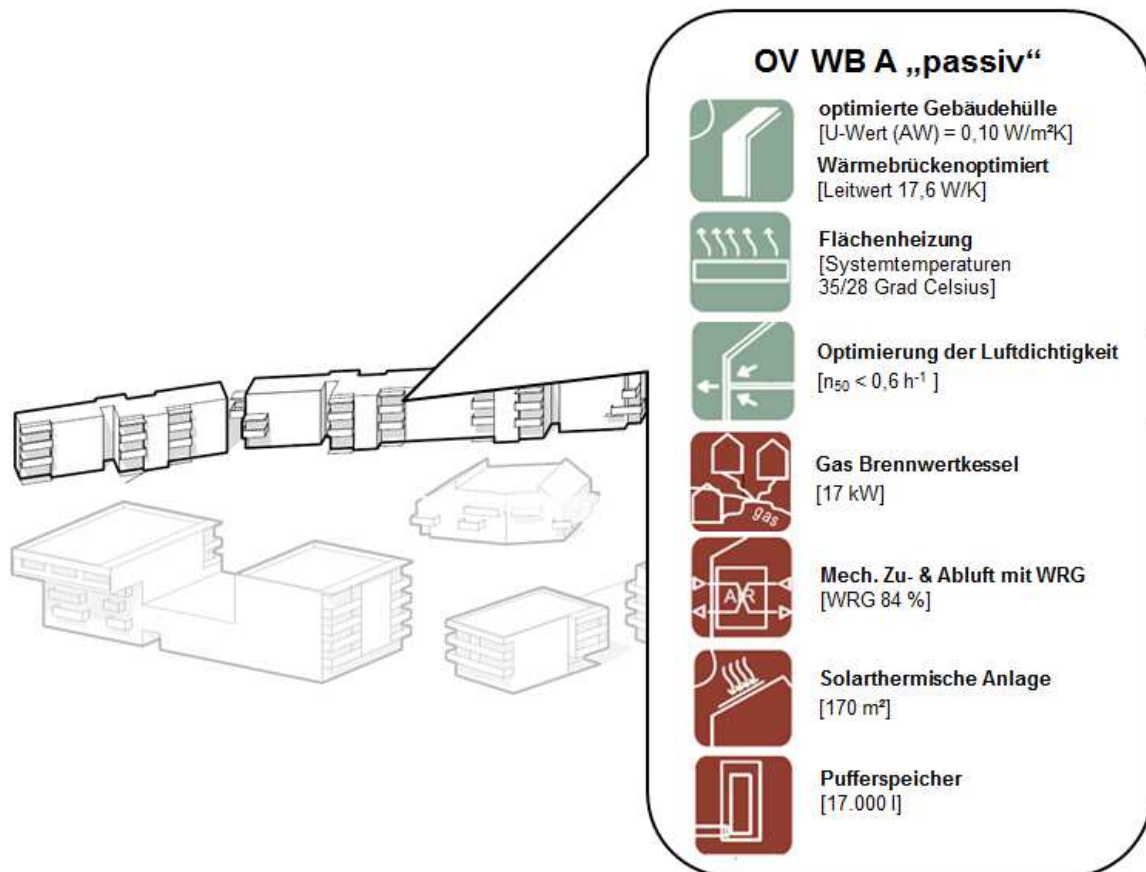 OV WB A „passiv“
optimierte Gebäudehülle
[U-Wert (AW) = 0,10 W/m²K]
Wärmebrückenoptimiert
[Leitwert 17,6 W/K]
Flächenheizung
[Systemtemperaturen
35/28 Grad Celsius]
Optimierung der Luftdichtigkeit
[n₅₀ < 0,6 h⁻¹ ]
Gas Brennwertkessel
[17 kW]
gas
Mech. Zu- & Abluft mit WRG
[WRG 84 %]
A R
Solarthermische Anlage
[170 m²]
Pufferspeicher
[17.000 l]